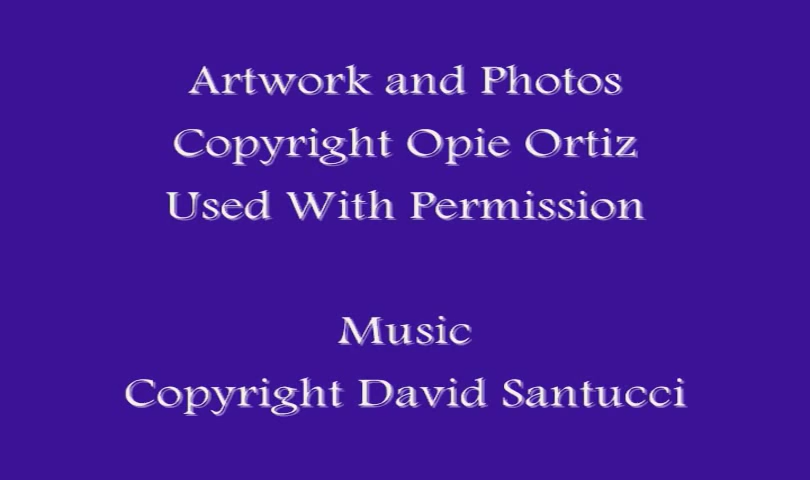 Artwork and Photos
Copyright Opie Ortiz
Used With Permission
Music
Copyright David Santucci